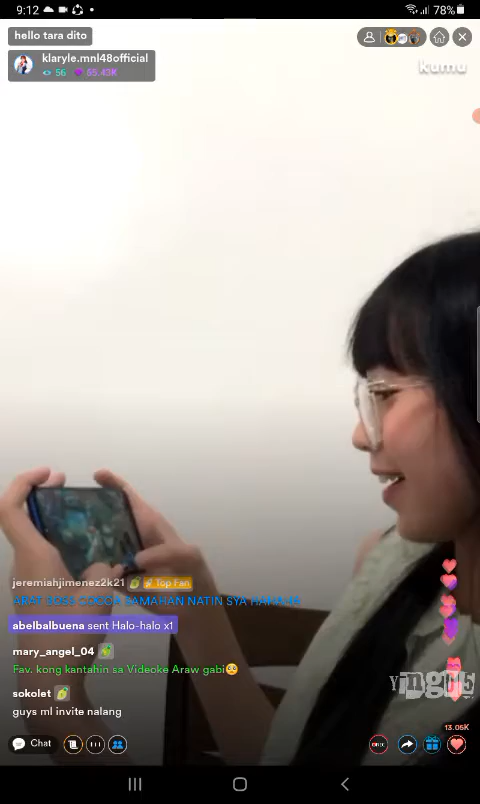 9:12
78%
hello tara dito
klaryle.mnl48official
56
55.43K
kumu
jeremiahjimenez2k21 Top Fan
sent Halo-halo x1
abelbalbuena
mary_angel_04
Fav. kong kantahin sa Videoke Araw gabi🥺
sokolet
guys ml invite nalang
13.05K
Chat